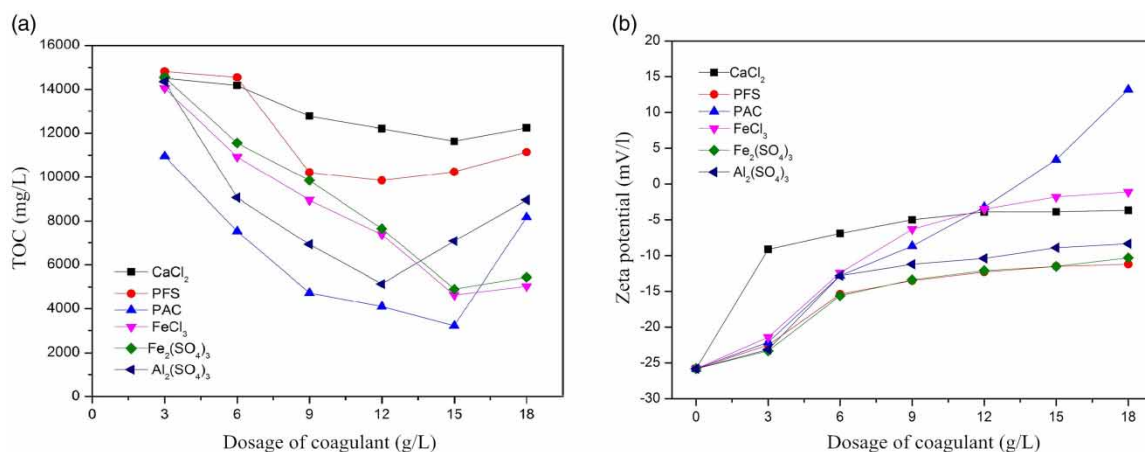 (a)
16000
14000
12000
10000
8000
6000
4000
2000
0
TOC (mg/L)
CaCl₂
PFS
PAC
FeCl₃
Fe₂(SO₄)₃
Al₂(SO₄)₃
0 3 6 9 12 15 18
Dosage of coagulant (g/L)
(b)
20
15
10
5
0
-5
-10
-15
-20
-25
-30
Zeta potential (mV/l)
CaCl₂
PFS
PAC
FeCl₃
Fe₂(SO₄)₃
Al₂(SO₄)₃
0 3 6 9 12 15 18
Dosage of coagulant (g/L)